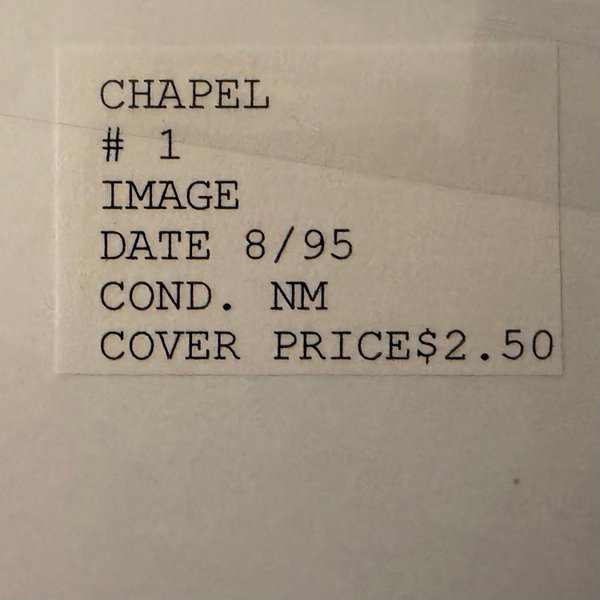 CHAPEL
# 1
IMAGE
DATE 8/95
COND. NM
COVER PRICE$2.50